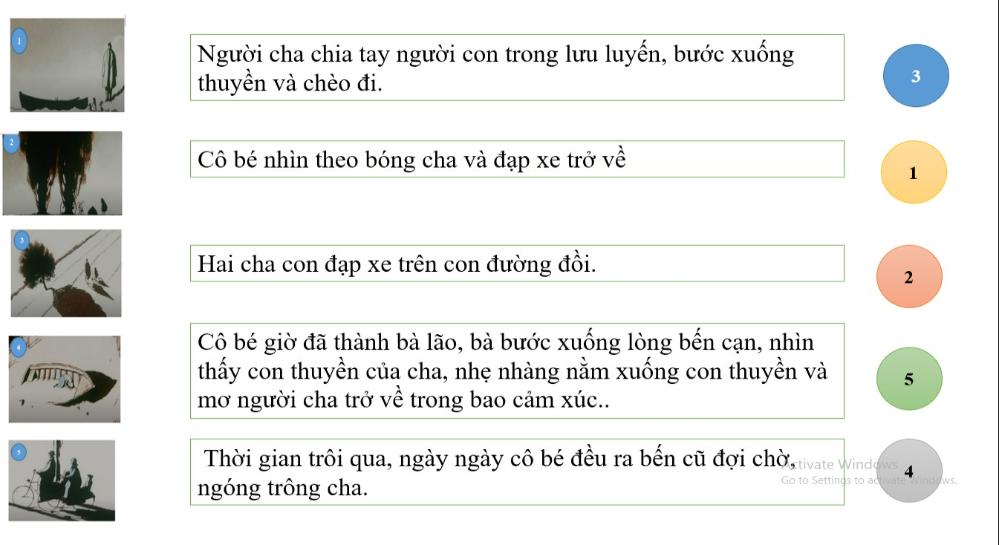 1
Người cha chia tay người con trong lưu luyến, bước xuống
thuyền và chèo đi.
3
2
Cô bé nhìn theo bóng cha và đạp xe trở về
1
3
Hai cha con đạp xe trên con đường đồi.
2
4
Cô bé giờ đã thành bà lão, bà bước xuống lòng bến cạn, nhìn
thấy con thuyền của cha, nhẹ nhàng nằm xuống con thuyền và
mơ người cha trở về trong bao cảm xúc..
5
5
Thời gian trôi qua, ngày ngày cô bé đều ra bến cũ đợi chờ,
ngóng trông cha.
4
Activate Windows
Go to Settings to activate Windows.